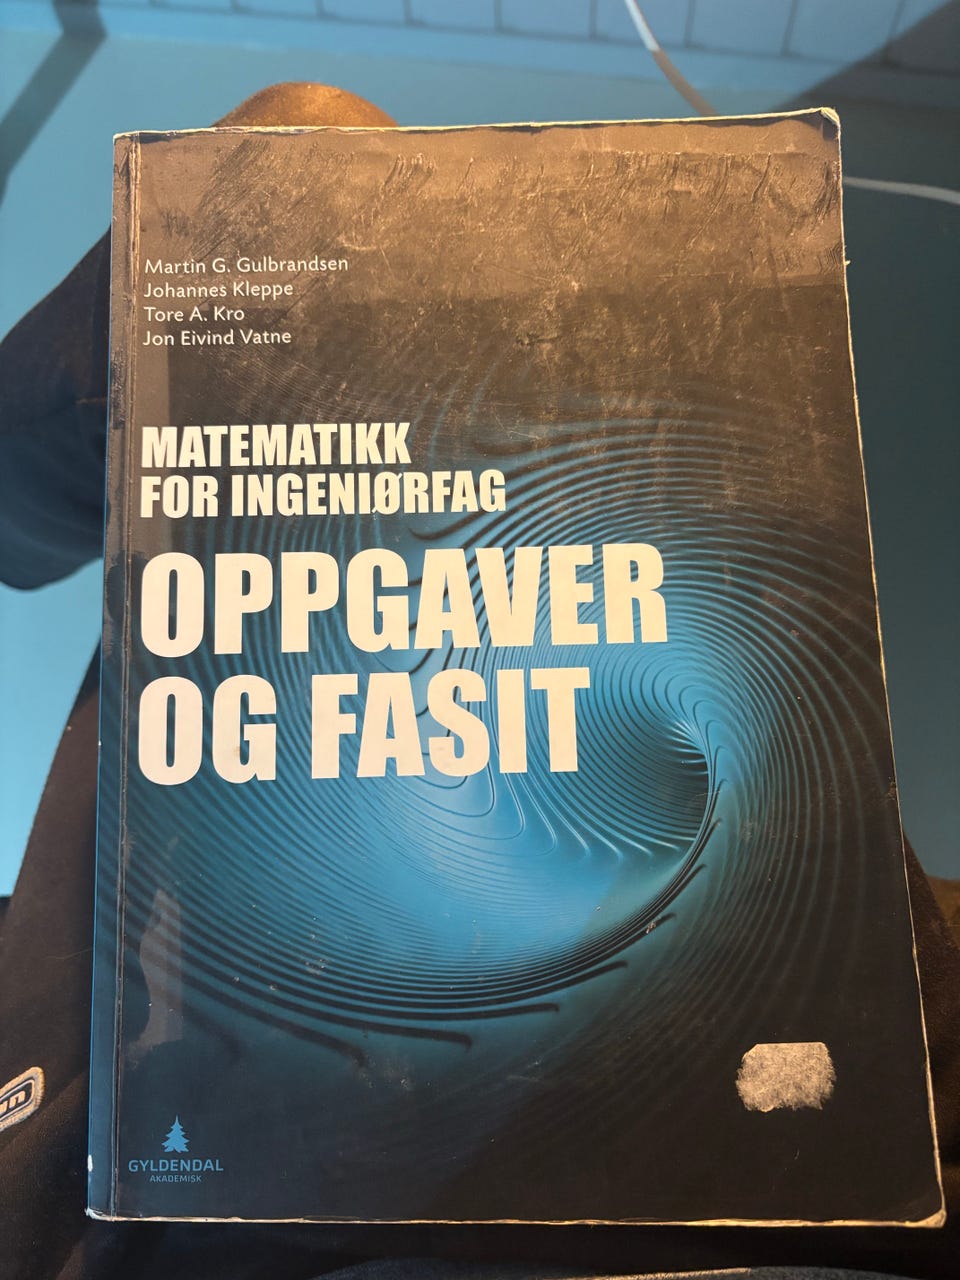 Martin G. Gulbrandsen
Johannes Kleppe
Tore A. Kro
Jon Eivind Vatne
MATEMATIKK
FOR INGENIØRFAG
OPPGAVER
OG FASIT
GYLDENDAL
AKADEMISK